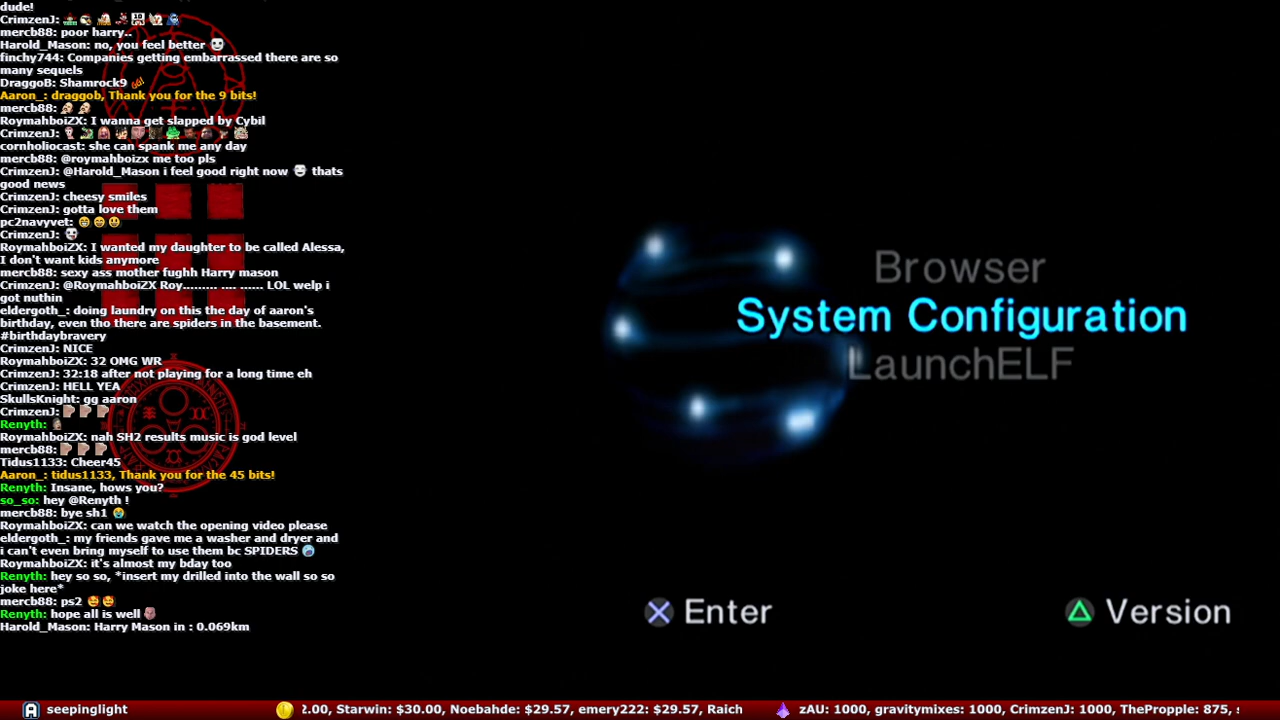 dude!
CrimzenJ:
mercb88: poor harry..
Harold_Mason: no, you feel better
finchy744: Companies getting embarrassed there are so
many sequels
DraggoB: Shamrock9
Aaron_: draggob, Thank you for the 9 bits!
mercb88:
RoymahboiZX: I wanna get slapped by Cybil
CrimzenJ:
cornholiocast: she can spank me any day
mercb88: @roymahboizx me too pls
CrimzenJ: @Harold_Mason i feel good right now thats
good news
CrimzenJ: cheesy smiles
CrimzenJ: gotta love them
pc2navyvet:
CrimzenJ:
RoymahboiZX: I wanted my daughter to be called Alessa,
I don't want kids anymore
mercb88: sexy ass mother fughh Harry mason
CrimzenJ: @RoymahboiZX Roy......... .... ...... LOL welp i
got nuthin
eldergoth_: doing laundry on this the day of aaron's
birthday, even tho there are spiders in the basement.
#birthdaybravery
CrimzenJ: NICE
RoymahboiZX: 32 OMG WR
CrimzenJ: 32:18 after not playing for a long time eh
CrimzenJ: HELL YEA
SkullsKnight: gg aaron
CrimzenJ:
Renyth:
RoymahboiZX: nah SH2 results music is god level
mercb88:
Tidus1133: Cheer45
Aaron_: tidus1133, Thank you for the 45 bits!
Renyth: Insane, hows you?
so_so: hey @Renyth !
mercb88: bye sh1
RoymahboiZX: can we watch the opening video please
eldergoth_: my friends gave me a washer and dryer and
i can't even bring myself to use them bc SPIDERS
RoymahboiZX: it's almost my bday too
Renyth: hey so so, *insert my drilled into the wall so so
joke here*
mercb88: ps2
Renyth: hope all is well
Harold_Mason: Harry Mason in : 0.069km
Browser
System Configuration
LaunchELF
Enter
Version
seepinglight
2.00, Starwin: $30.00, Noebahde: $29.57, emery222: $29.57, Raich
zAU: 1000, gravitymixes: 1000, CrimzenJ: 1000, ThePropple: 875, s